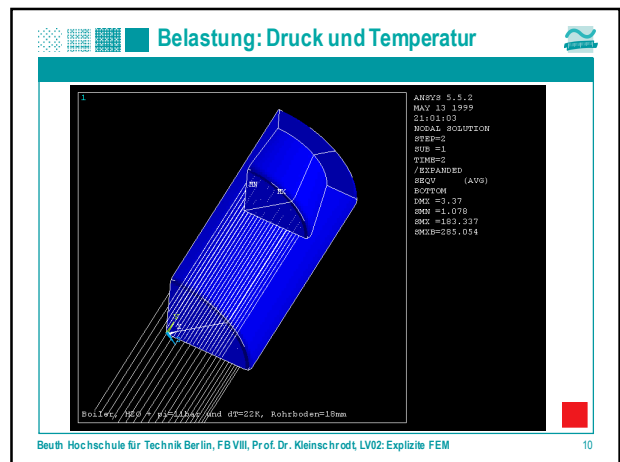 Belastung: Druck und Temperatur
1
ANSYS 5.5.2
MAY 13 1999
21:01:03
NODAL SOLUTION
STEP=2
SUB =1
TIME=2
/EXPANDED
SEQV (AVG)
BOTTOM
DMX =3.37
SMN =1.078
SMX =183.337
SMXB=285.054
MN MX
Boiler, H2O + pi=11bar und dT=22K, Rohrboden=18mm
Beuth Hochschule für Technik Berlin, FB VIII, Prof. Dr. Kleinschrodt, LV02: Explizite FEM 10